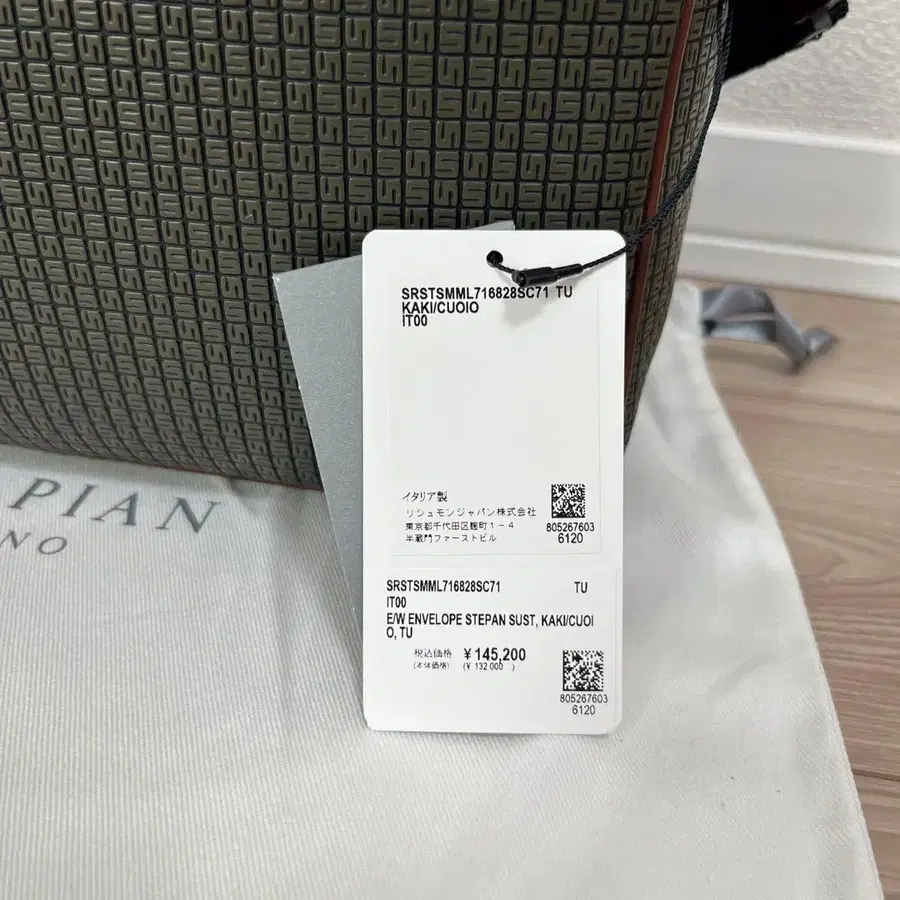 SRSTSMML716828SC71 TU
KAKI/CUOIO
IT00
イタリア製
リシュモンジャパン株式会社
東京都千代田区麹町1-4
半蔵門ファーストビル
805267603
6120
PIAN
NO
SRSTSMML716828SC71 TU
IT00
E/W ENVELOPE STEPAN SUST, KAKI/CUOI
O, TU
税込価格 ¥145,200
(本体価格) (¥ 132 000 )
805267603
6120